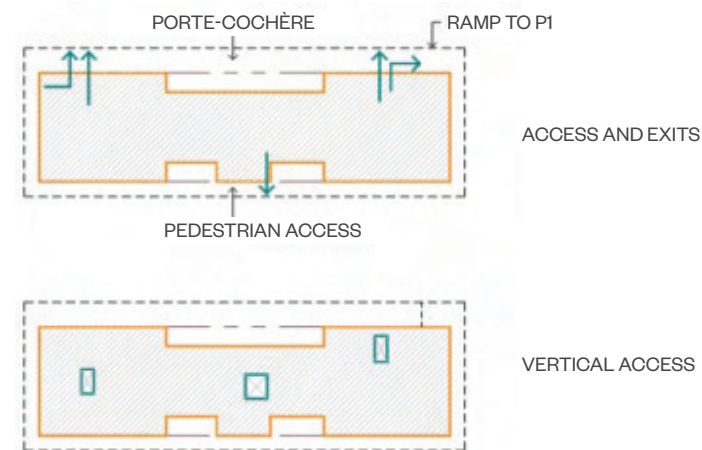 PORTE-COCHÈRE
RAMP TO P1
ACCESS AND EXITS
PEDESTRIAN ACCESS
VERTICAL ACCESS